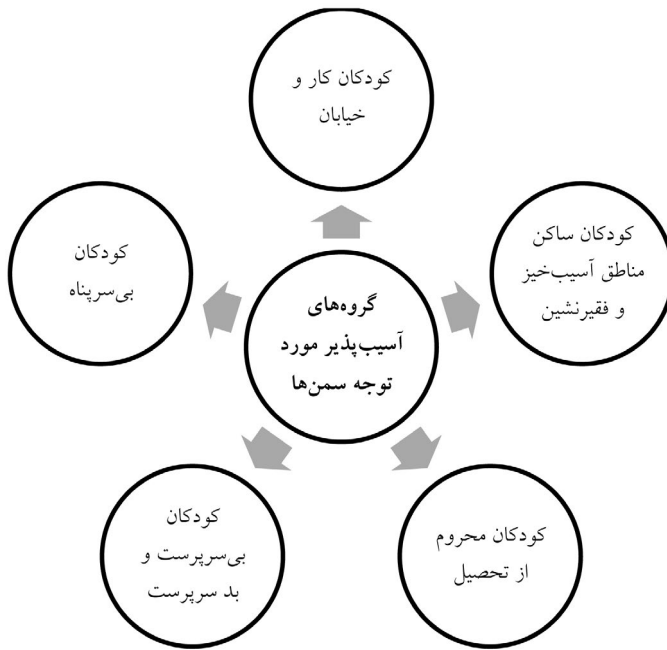 کودکان کار و
خیابان
کودکان ساکن
مناطق آسیب‌خیز
و فقیرنشین
کودکان
بی‌سرپناه
گروه‌های
آسیب‌پذیر مورد
توجه سمن‌ها
کودکان
بی‌سرپرست و
بد سرپرست
کودکان محروم
از تحصیل